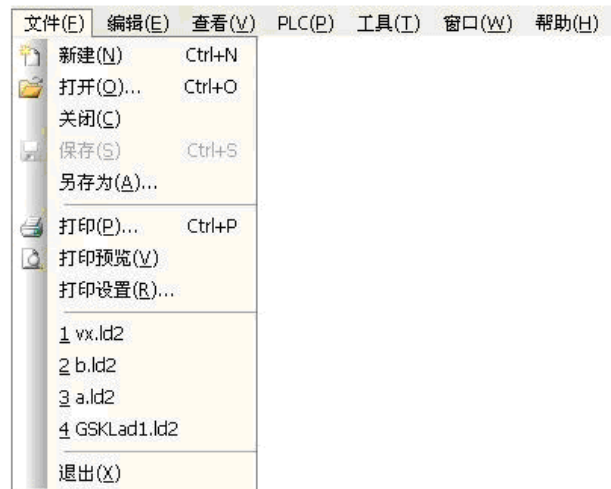 文件(F) 编辑(E) 查看(V) PLC(P) 工具(T) 窗口(W) 帮助(H)
新建(N) Ctrl+N
打开(O)... Ctrl+O
关闭(C)
保存(S) Ctrl+S
另存为(A)...
打印(P)... Ctrl+P
打印预览(V)
打印设置(R)...
1 vx.ld2
2 b.ld2
3 a.ld2
4 GSKLad1.ld2
退出(X)